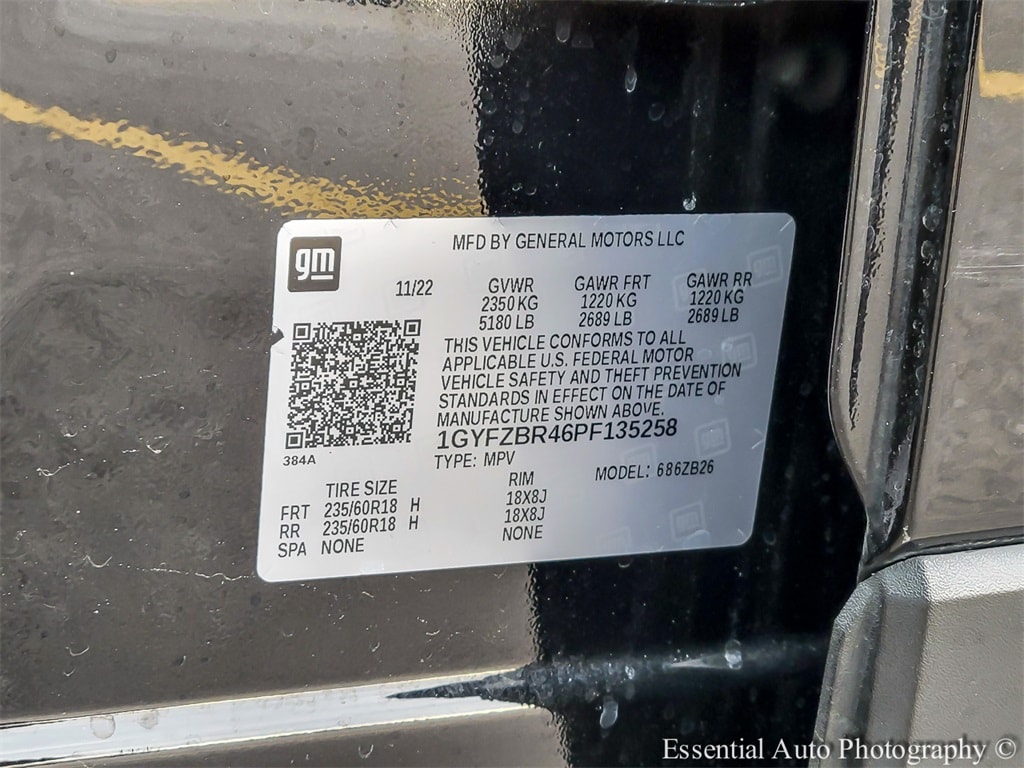 gm
MFD BY GENERAL MOTORS LLC
11/22 GVWR GAWR FRT GAWR RR
2350 KG 1220 KG 1220 KG
5180 LB 2689 LB 2689 LB
THIS VEHICLE CONFORMS TO ALL
APPLICABLE U.S. FEDERAL MOTOR
VEHICLE SAFETY AND THEFT PREVENTION
STANDARDS IN EFFECT ON THE DATE OF
MANUFACTURE SHOWN ABOVE.
1GYFZBR46PF135258
384A
TYPE: MPV MODEL: 686ZB26
TIRE SIZE RIM
FRT 235/60R18 H 18X8J
RR 235/60R18 H 18X8J
SPA NONE NONE
Essential Auto Photography ©